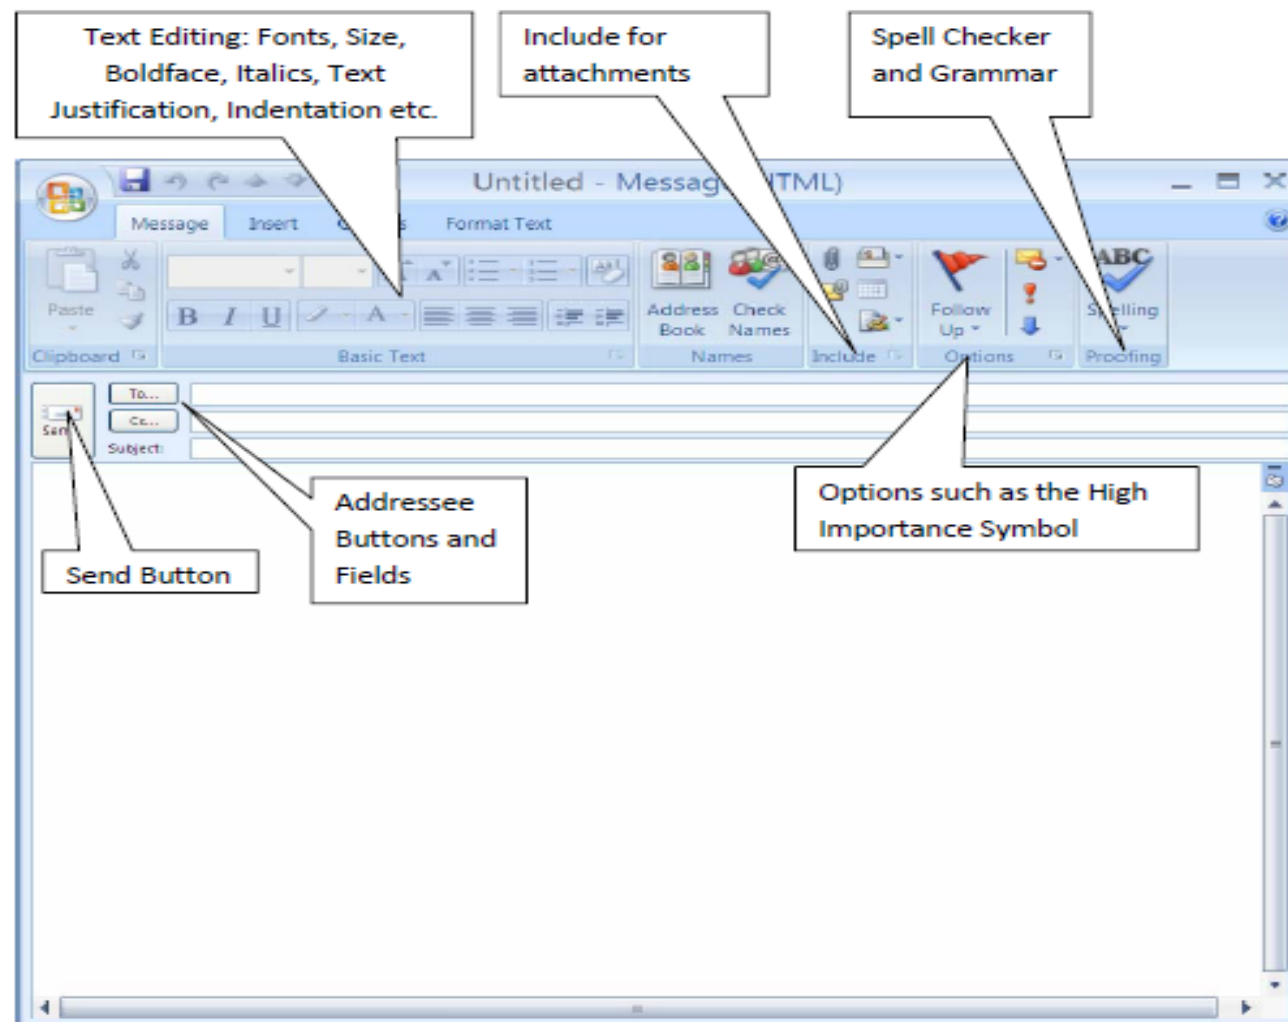 Text Editing: Fonts, Size,
Boldface, Italics, Text
Justification, Indentation etc.
Include for
attachments
Spell Checker
and Grammar
Untitled - Messag TML)
Message Insert s Format Text
ABC
Paste
B I U A
Address
Book
Check
Names
Follow
Up
Spelling
Clipboard Basic Text Names Include Options Proofing
To...
Cc...
Subject:
Sen
Addressee
Buttons and
Fields
Send Button
Options such as the High
Importance Symbol